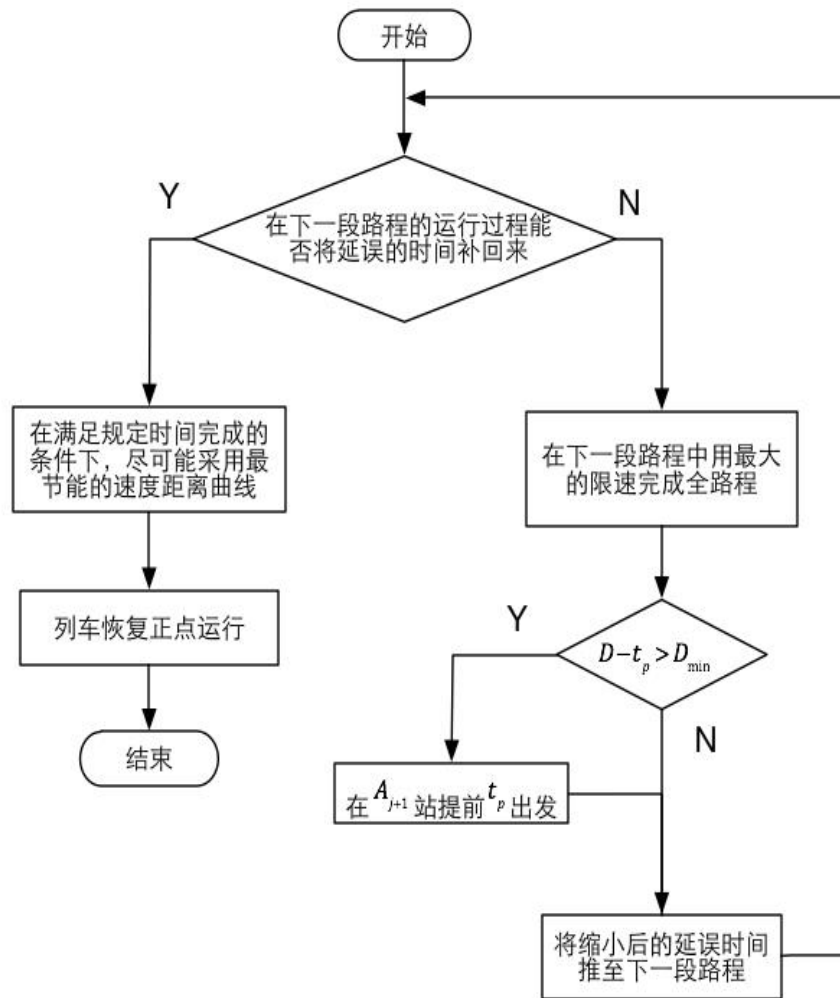 开始
Y
N
在下一段路程的运行过程能
否将延误的时间补回来
在满足规定时间完成的
条件下，尽可能采用最
节能的速度距离曲线
在下一段路程中用最大
的限速完成全路程
列车恢复正点运行
Y
D-t_p>D_min
N
结束
在 A_{j+1} 站提前 t_p 出发
将缩小后的延误时间
推至下一段路程